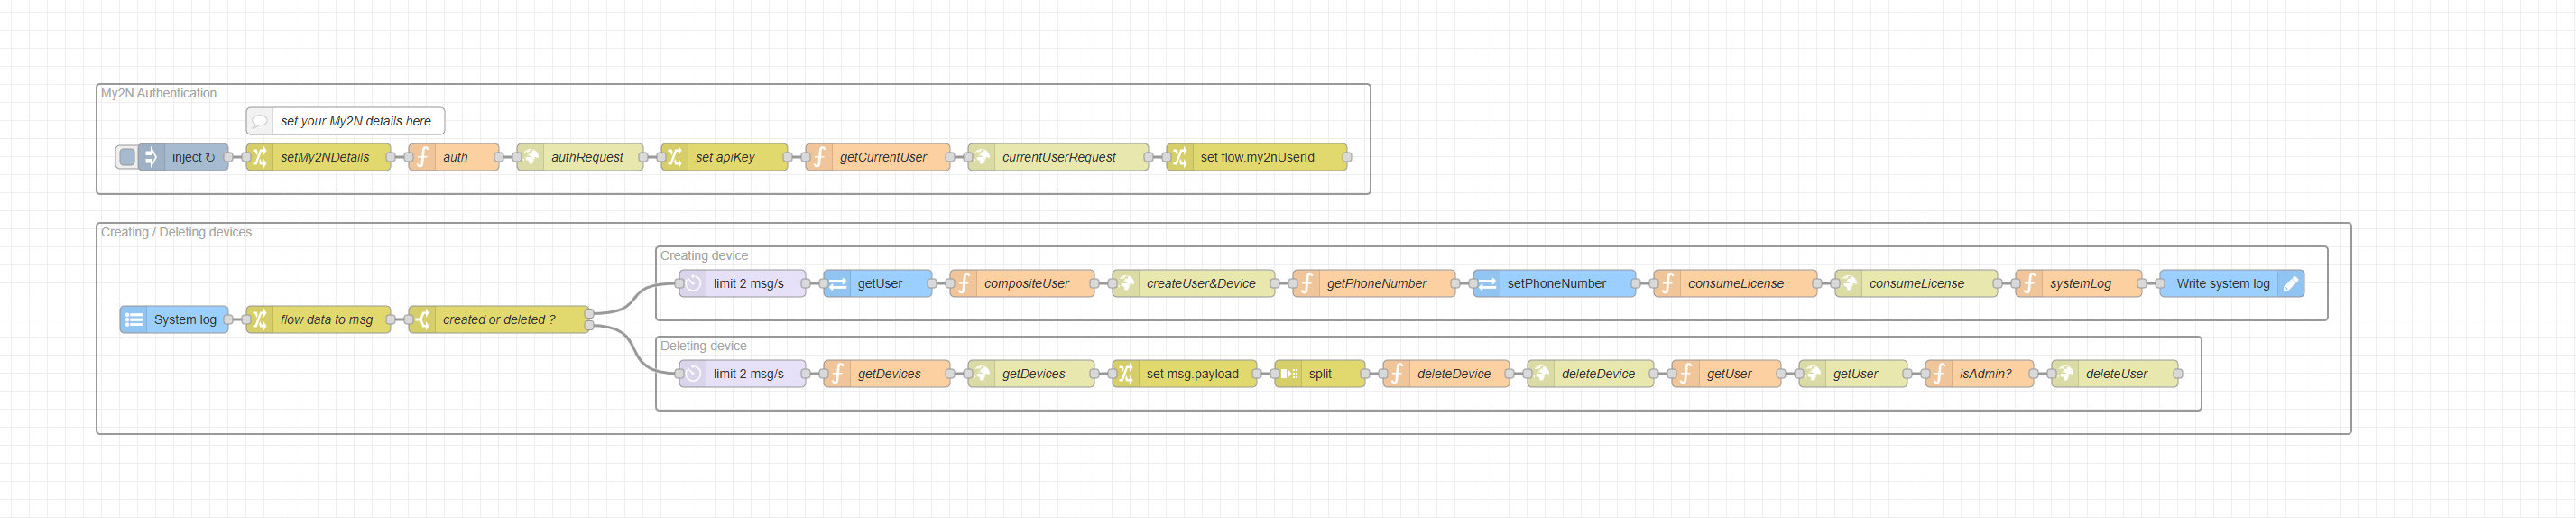 My2N Authentication
set your My2N details here
inject ↻
setMy2NDetails
auth
authRequest
set apiKey
getCurrentUser
currentUserRequest
set flow.my2nUserId
Creating / Deleting devices
System log
flow data to msg
created or deleted ?
Creating device
limit 2 msg/s
getUser
compositeUser
createUser&Device
getPhoneNumber
setPhoneNumber
consumeLicense
consumeLicense
systemLog
Write system log
Deleting device
limit 2 msg/s
getDevices
getDevices
set msg.payload
split
deleteDevice
deleteDevice
getUser
getUser
isAdmin?
deleteUser